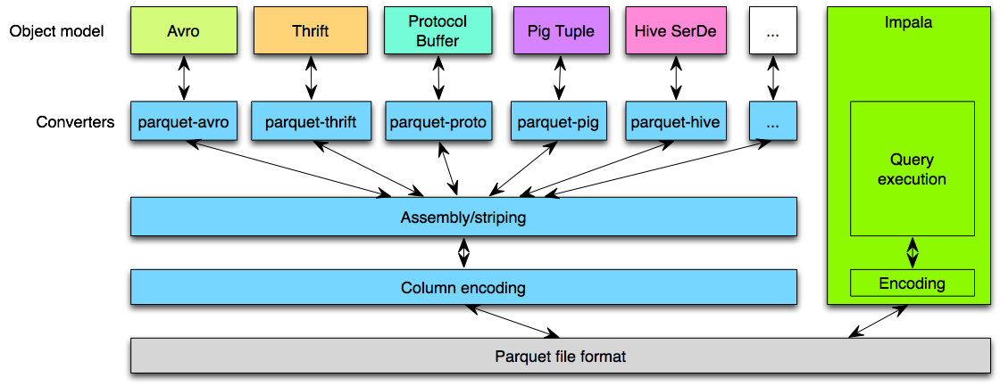 Object model
Avro
Thrift
Protocol
Buffer
Pig Tuple
Hive SerDe
...
Impala
Converters
parquet-avro
parquet-thrift
parquet-proto
parquet-pig
parquet-hive
...
Query
execution
Assembly/striping
Column encoding
Encoding
Parquet file format